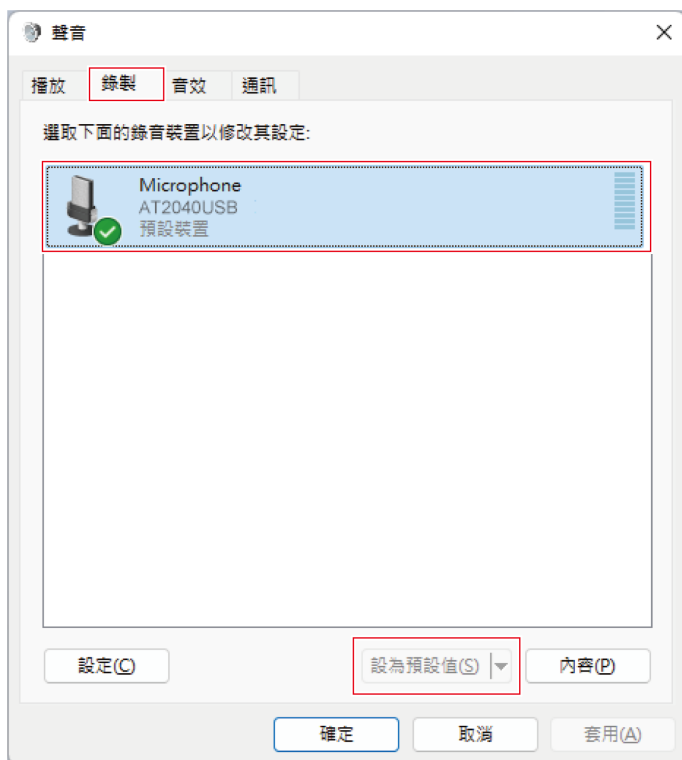 聲音
播放 錄製 音效 通訊
選取下面的錄音裝置以修改其設定:
Microphone
AT2040USB
預設裝置
設定(C) 設為預設值(S) 內容(P)
確定 取消 套用(A)